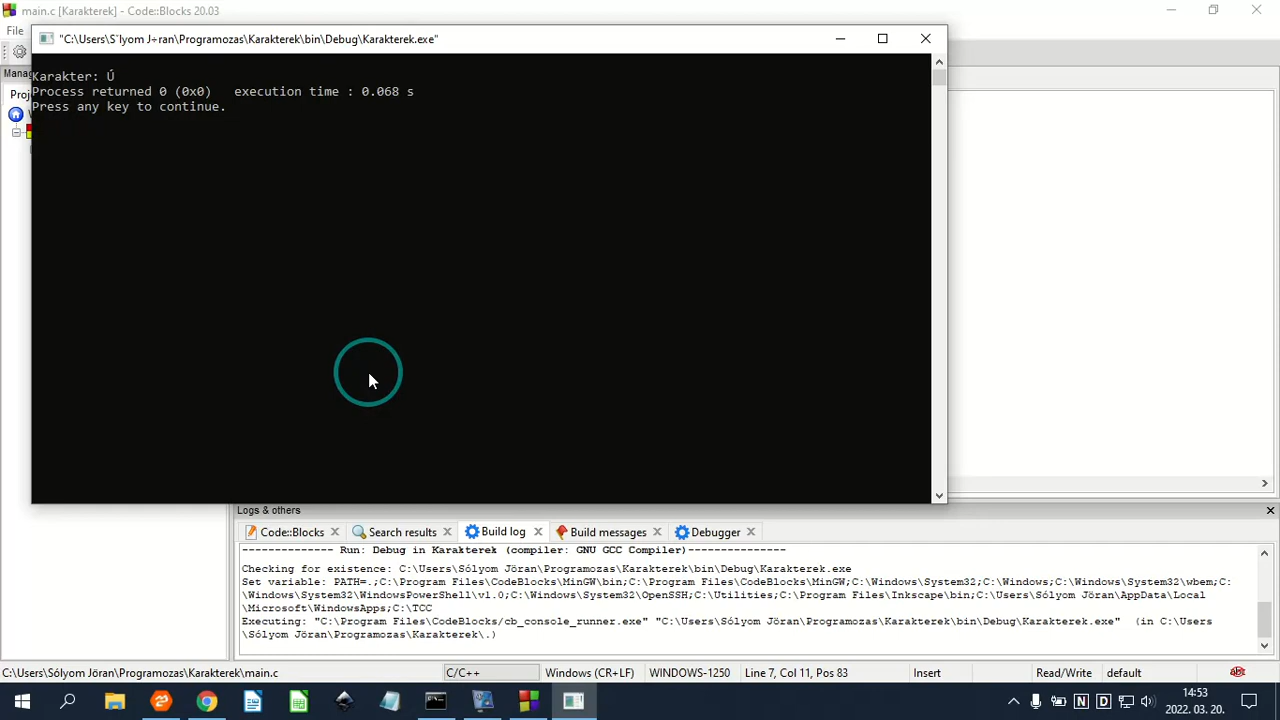 main.c [Karakterek] - Code::Blocks 20.03
File
"C:\Users\S˘lyom J÷ran\Programozas\Karakterek\bin\Debug\Karakterek.exe"
Mana
Karakter: Ú
Process returned 0 (0x0)   execution time : 0.068 s
Press any key to continue.
Proj
Logs & others
Code::Blocks
Search results
Build log
Build messages
Debugger
-------------- Run: Debug in Karakterek (compiler: GNU GCC Compiler)---------------
Checking for existence: C:\Users\Sólyom Jöran\Programozas\Karakterek\bin\Debug\Karakterek.exe
Set variable: PATH=.;C:\Program Files\CodeBlocks\MinGW\bin;C:\Program Files\CodeBlocks\MinGW;C:\Windows\System32;C:\Windows;C:\Windows\System32\wbem;C:
\Windows\System32\WindowsPowerShell\v1.0;C:\Windows\System32\OpenSSH;C:\Utilities;C:\Program Files\Inkscape\bin;C:\Users\Sólyom Jöran\AppData\Local
\Microsoft\WindowsApps;C:\TCC
Executing: "C:\Program Files\CodeBlocks/cb_console_runner.exe" "C:\Users\Sólyom Jöran\Programozas\Karakterek\bin\Debug\Karakterek.exe"  (in C:\Users
\Sólyom Jöran\Programozas\Karakterek\.)
C:\Users\Sólyom Jöran\Programozas\Karakterek\main.c
C/C++
Windows (CR+LF)
WINDOWS-1250
Line 7, Col 11, Pos 83
Insert
Read/Write
default
14:53
2022. 03. 20.